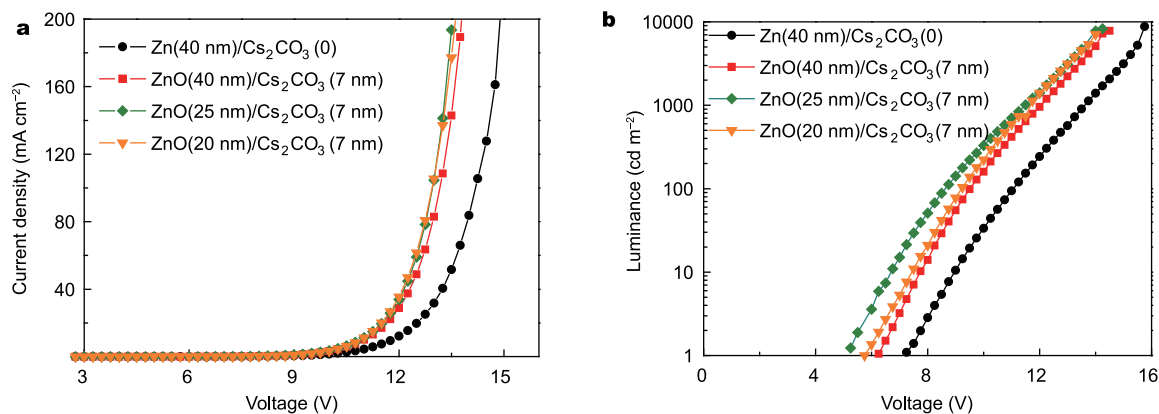 a
Zn(40 nm)/Cs₂CO₃(0)
ZnO(40 nm)/Cs₂CO₃(7 nm)
ZnO(25 nm)/Cs₂CO₃(7 nm)
ZnO(20 nm)/Cs₂CO₃(7 nm)
200
160
120
80
40
Current density (mA cm⁻²)
3 6 9 12 15
Voltage (V)
b
Zn(40 nm)/Cs₂CO₃(0)
ZnO(40 nm)/Cs₂CO₃(7 nm)
ZnO(25 nm)/Cs₂CO₃(7 nm)
ZnO(20 nm)/Cs₂CO₃(7 nm)
10000
1000
100
10
1
Luminance (cd m⁻²)
0 2 4 6 8 10 12 14 16
Voltage (V)